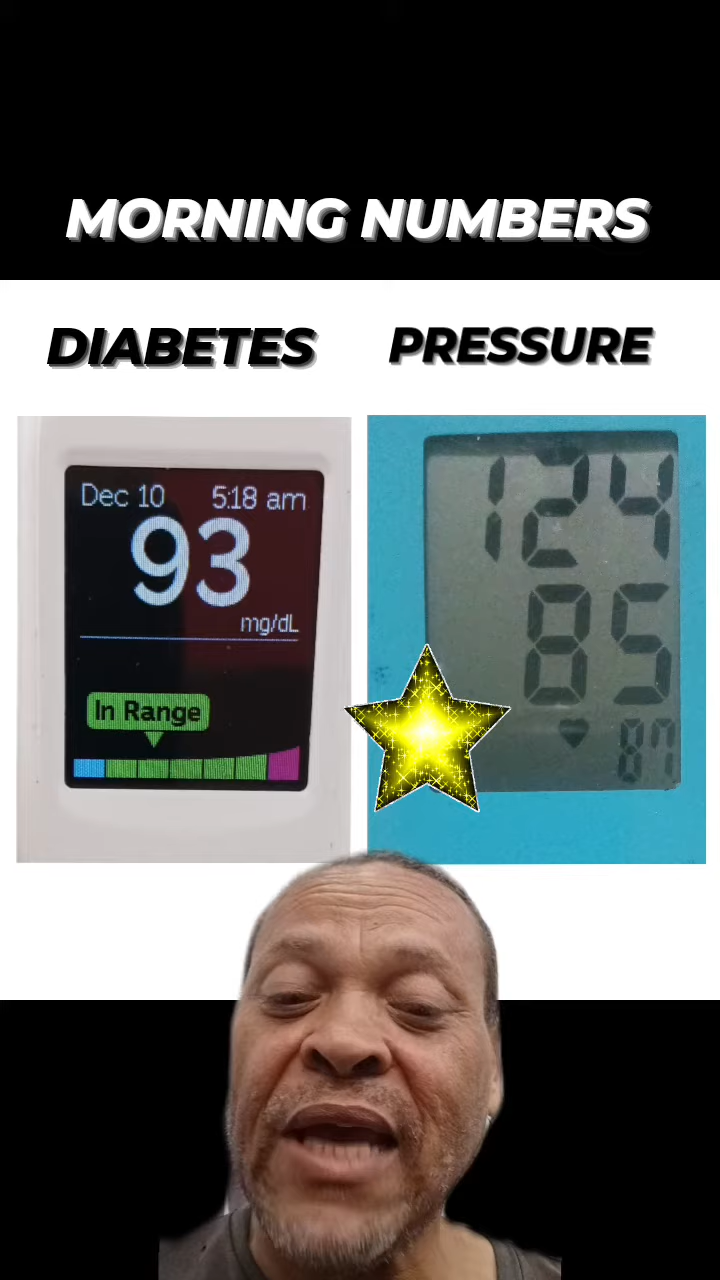 MORNING NUMBERS
DIABETES
PRESSURE
Dec 10 5:18 am
93
mg/dL
In Range
124
85
87